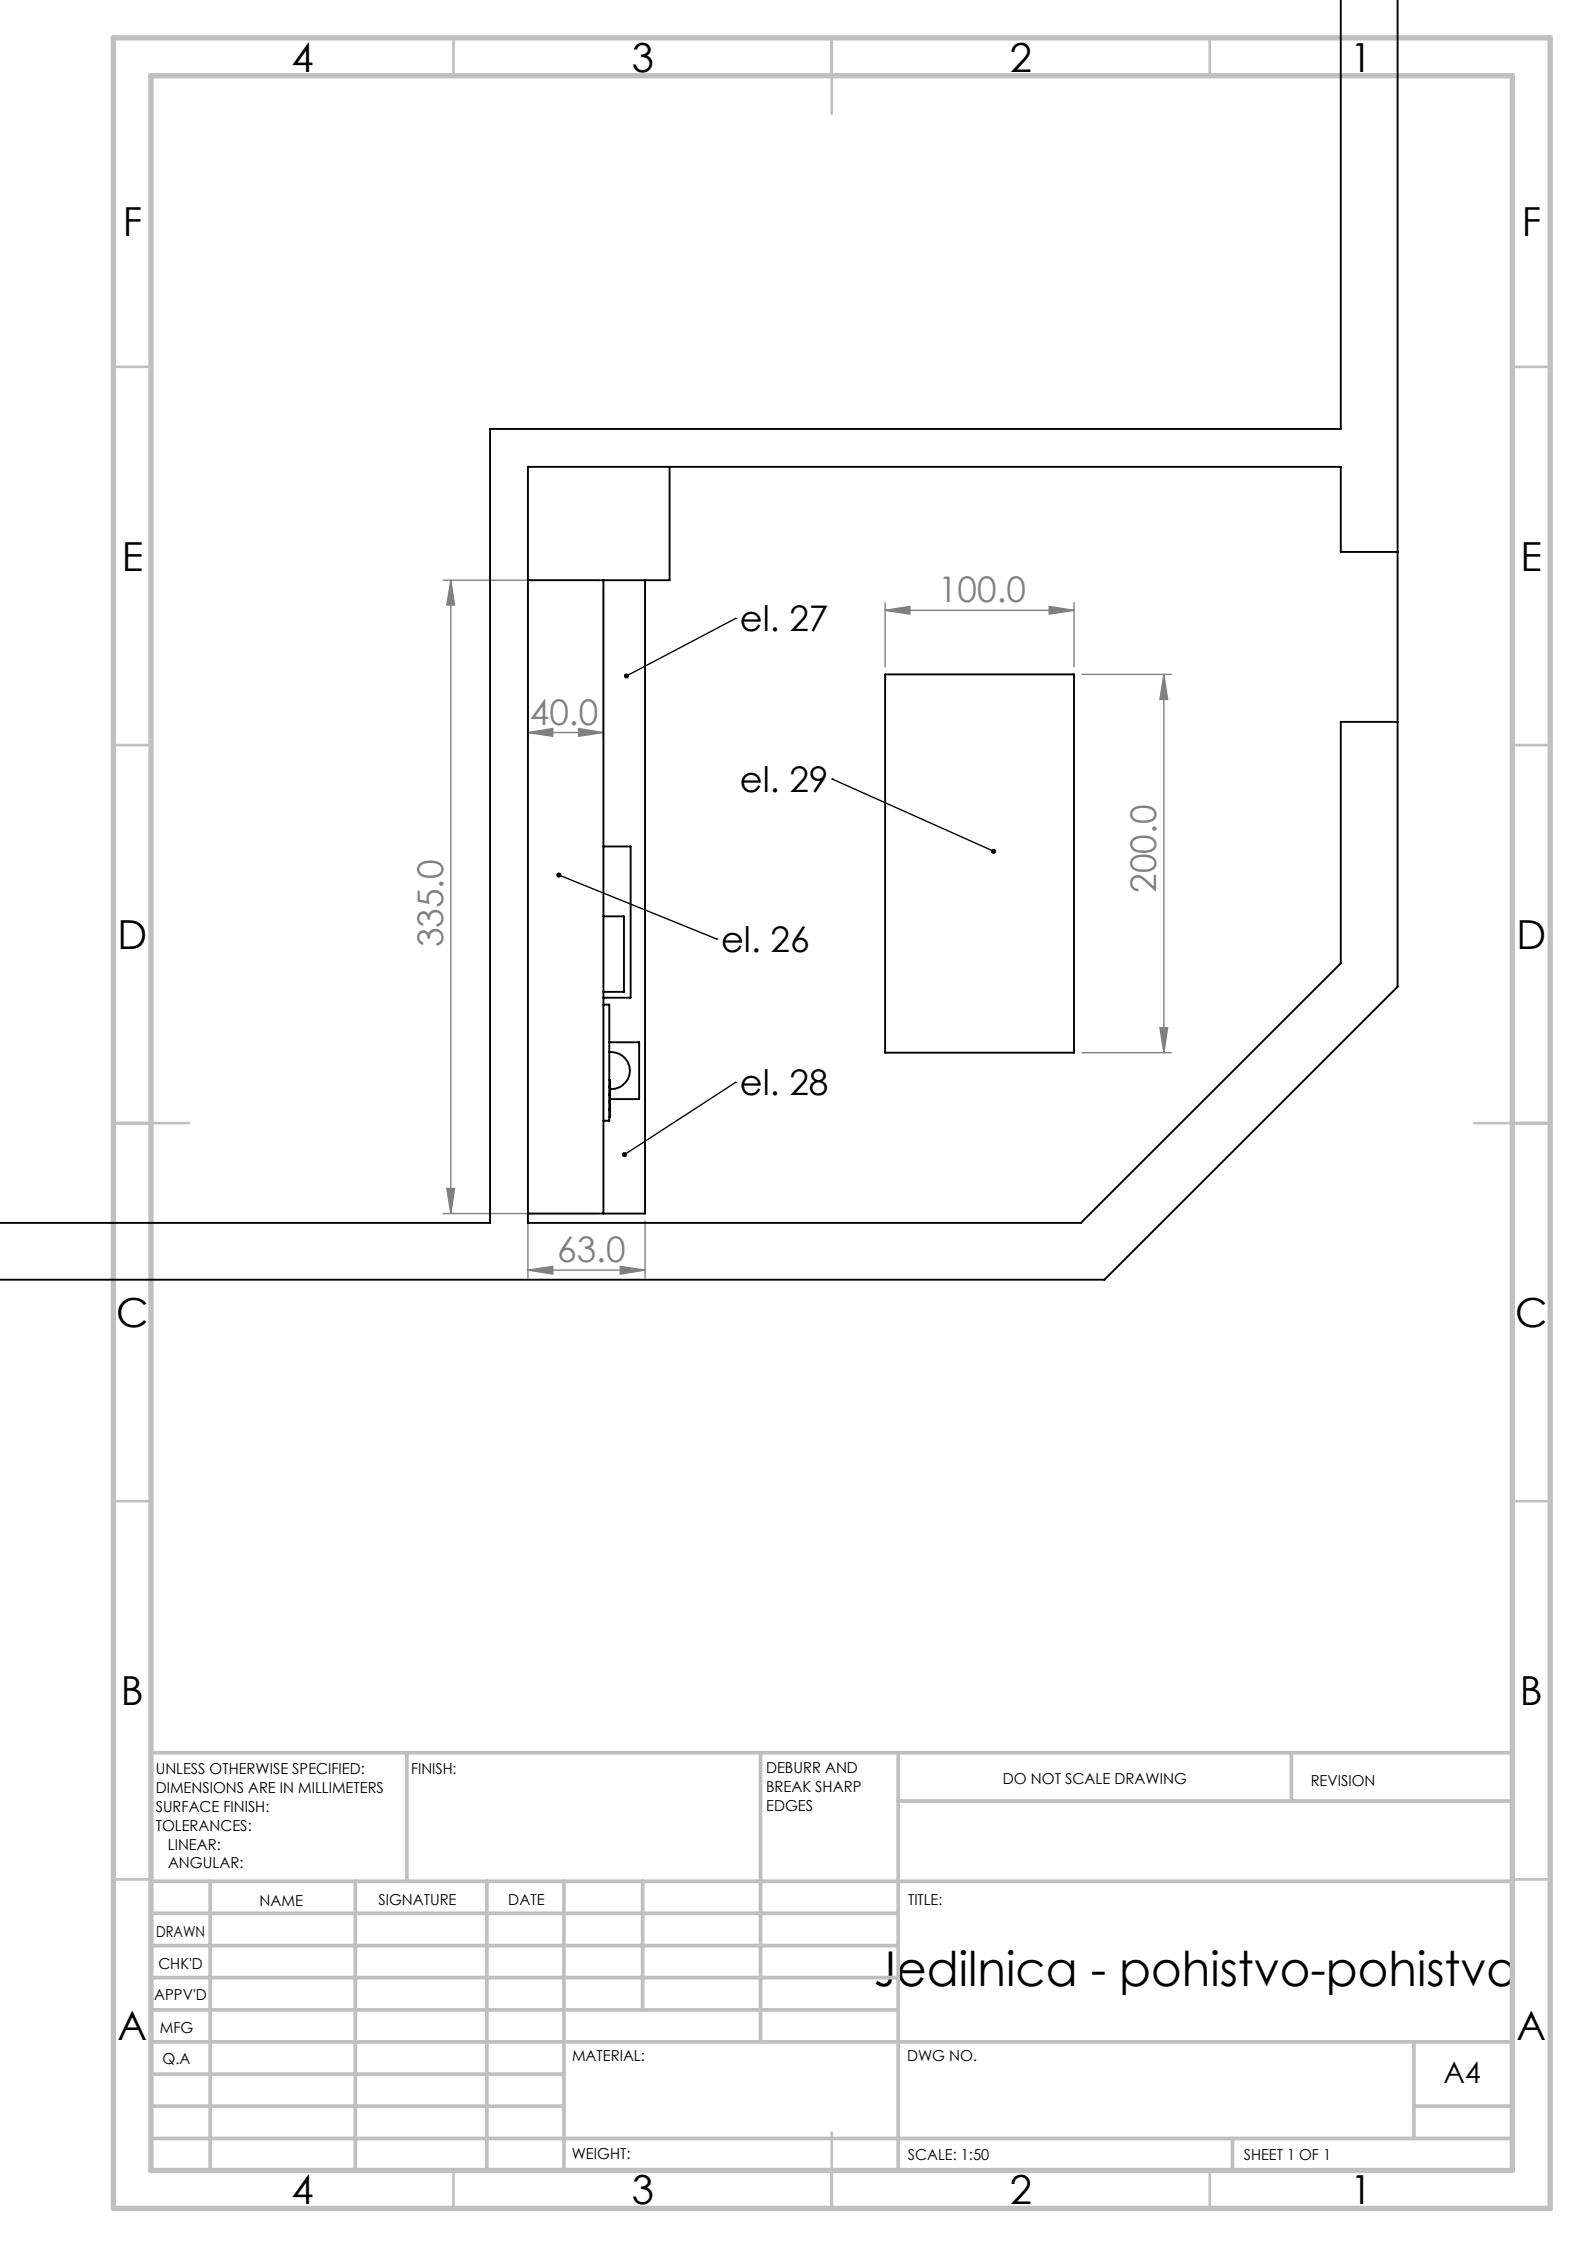 4 3 2 1
F F
E E
el. 27
100.0
40.0
el. 29
200.0
335.0
D D
el. 26
el. 28
63.0
C C
B B
UNLESS OTHERWISE SPECIFIED:
DIMENSIONS ARE IN MILLIMETERS
SURFACE FINISH:
TOLERANCES:
LINEAR:
ANGULAR:
FINISH:
DEBURR AND
BREAK SHARP
EDGES
DO NOT SCALE DRAWING
REVISION
NAME SIGNATURE DATE
DRAWN
CHK'D
APPV'D
MFG
Q.A
TITLE:
Jedilnica - pohistvo-pohistvo
A A
MATERIAL:
DWG NO.
A4
WEIGHT:
SCALE: 1:50
SHEET 1 OF 1
4 3 2 1